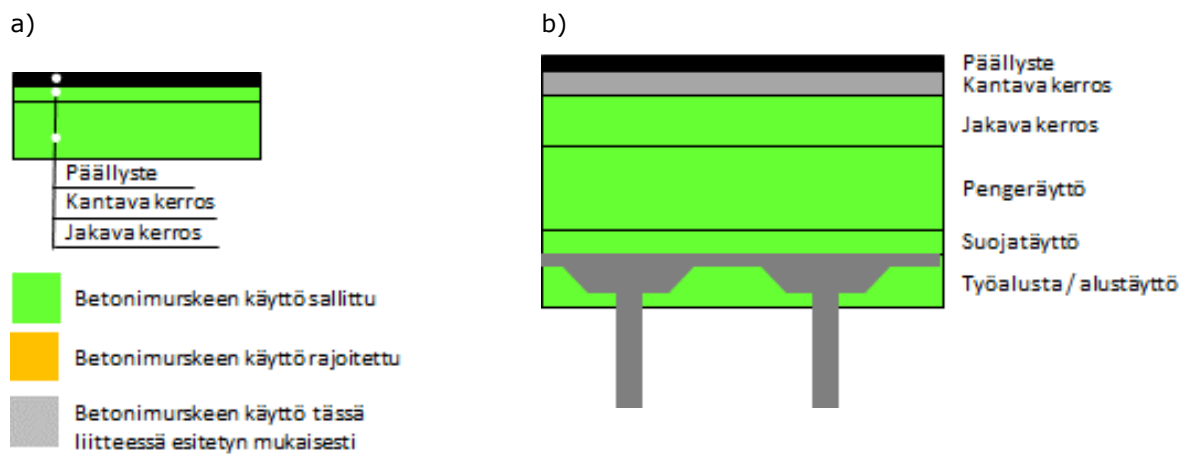 a)
Päällyste
Kantava kerros
Jakava kerros
Betonimurskeen käyttö sallittu
Betonimurskeen käyttö rajoitettu
Betonimurskeen käyttö tässä
liitteessä esitetyn mukaisesti
b)
Päällyste
Kantava kerros
Jakava kerros
Pengeräyttö
Suojatäyttö
Työalusta / alustäyttö